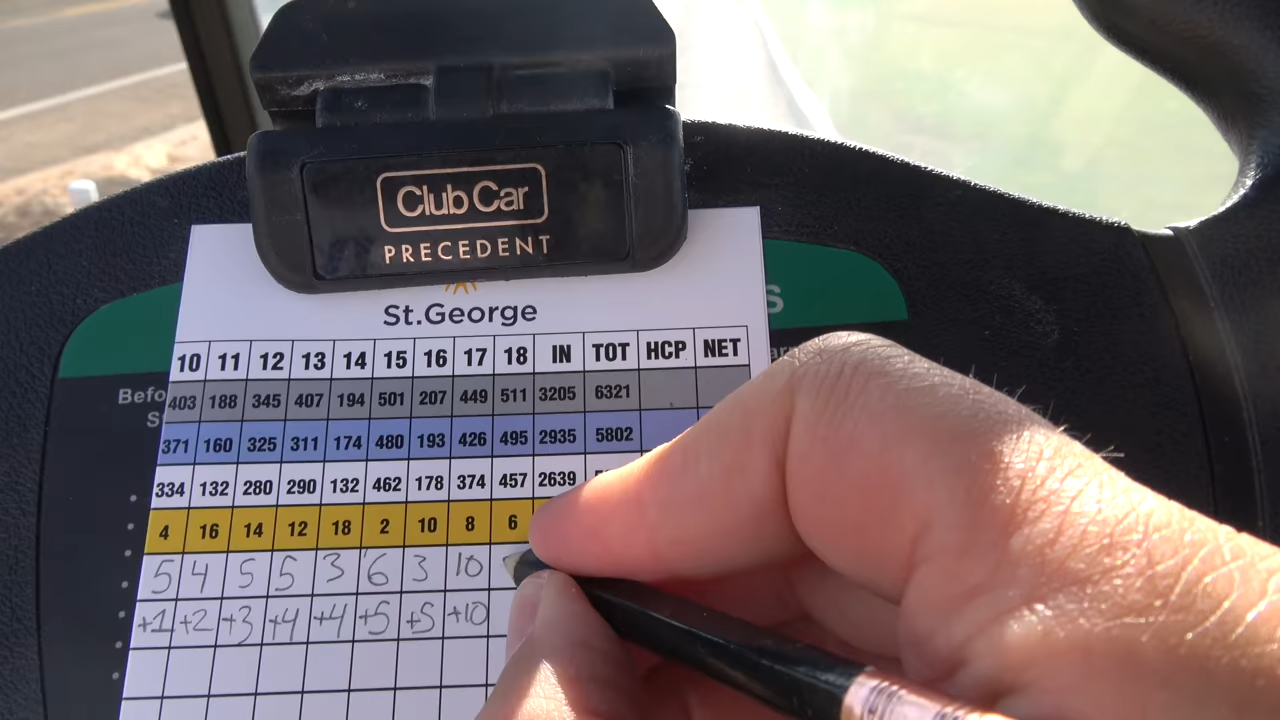 Club Car
PRECEDENT
St.George
S
10 11 12 13 14 15 16 17 18 IN TOT HCP NET
Befo
403 188 345 407 194 501 207 449 511 3205 6321
S
371 160 325 311 174 480 193 426 495 2935 5802
334 132 280 290 132 462 178 374 457 2639
4 16 14 12 18 2 10 8 6
5 4 5 5 3 6 3 10
+1 +2 +3 +4 +4 +5 +5 +10